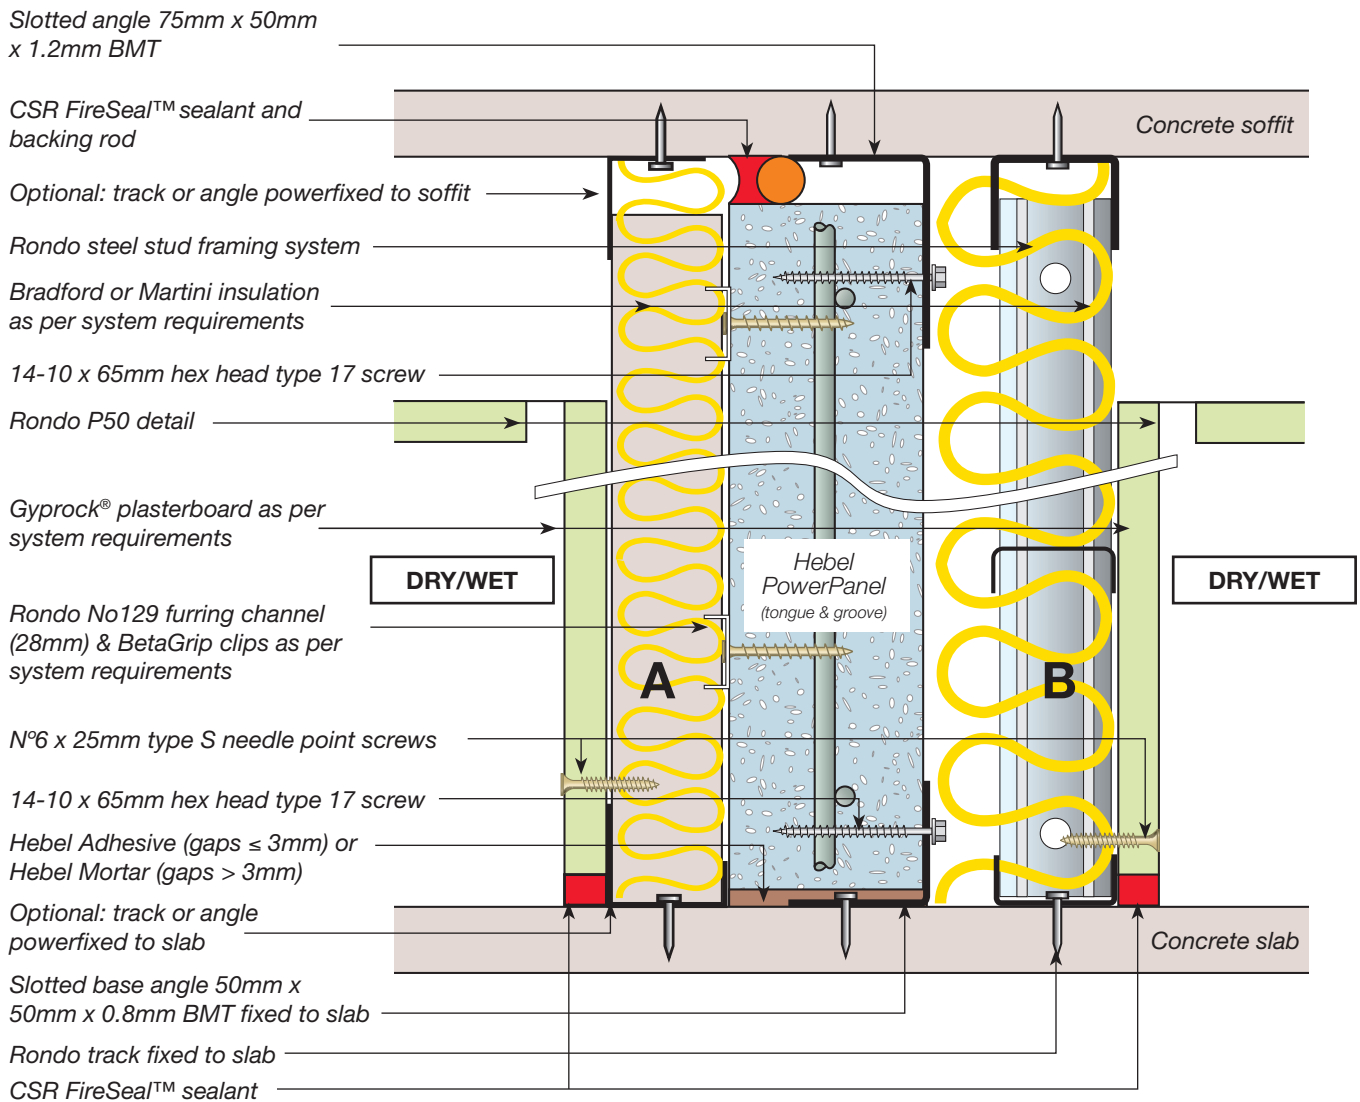 Slotted angle 75mm x 50mm
x 1.2mm BMT
CSR FireSeal™ sealant and
backing rod
Concrete soffit
Optional: track or angle powerfixed to soffit
Rondo steel stud framing system
Bradford or Martini insulation
as per system requirements
14-10 x 65mm hex head type 17 screw
Rondo P50 detail
Gyprock® plasterboard as per
system requirements
DRY/WET
Hebel
PowerPanel
(tongue & groove)
DRY/WET
Rondo No129 furring channel
(28mm) & BetaGrip clips as per
system requirements
A
B
Nº6 x 25mm type S needle point screws
14-10 x 65mm hex head type 17 screw
Hebel Adhesive (gaps ≤ 3mm) or
Hebel Mortar (gaps > 3mm)
Optional: track or angle
powerfixed to slab
Concrete slab
Slotted base angle 50mm x
50mm x 0.8mm BMT fixed to slab
Rondo track fixed to slab
CSR FireSeal™ sealant